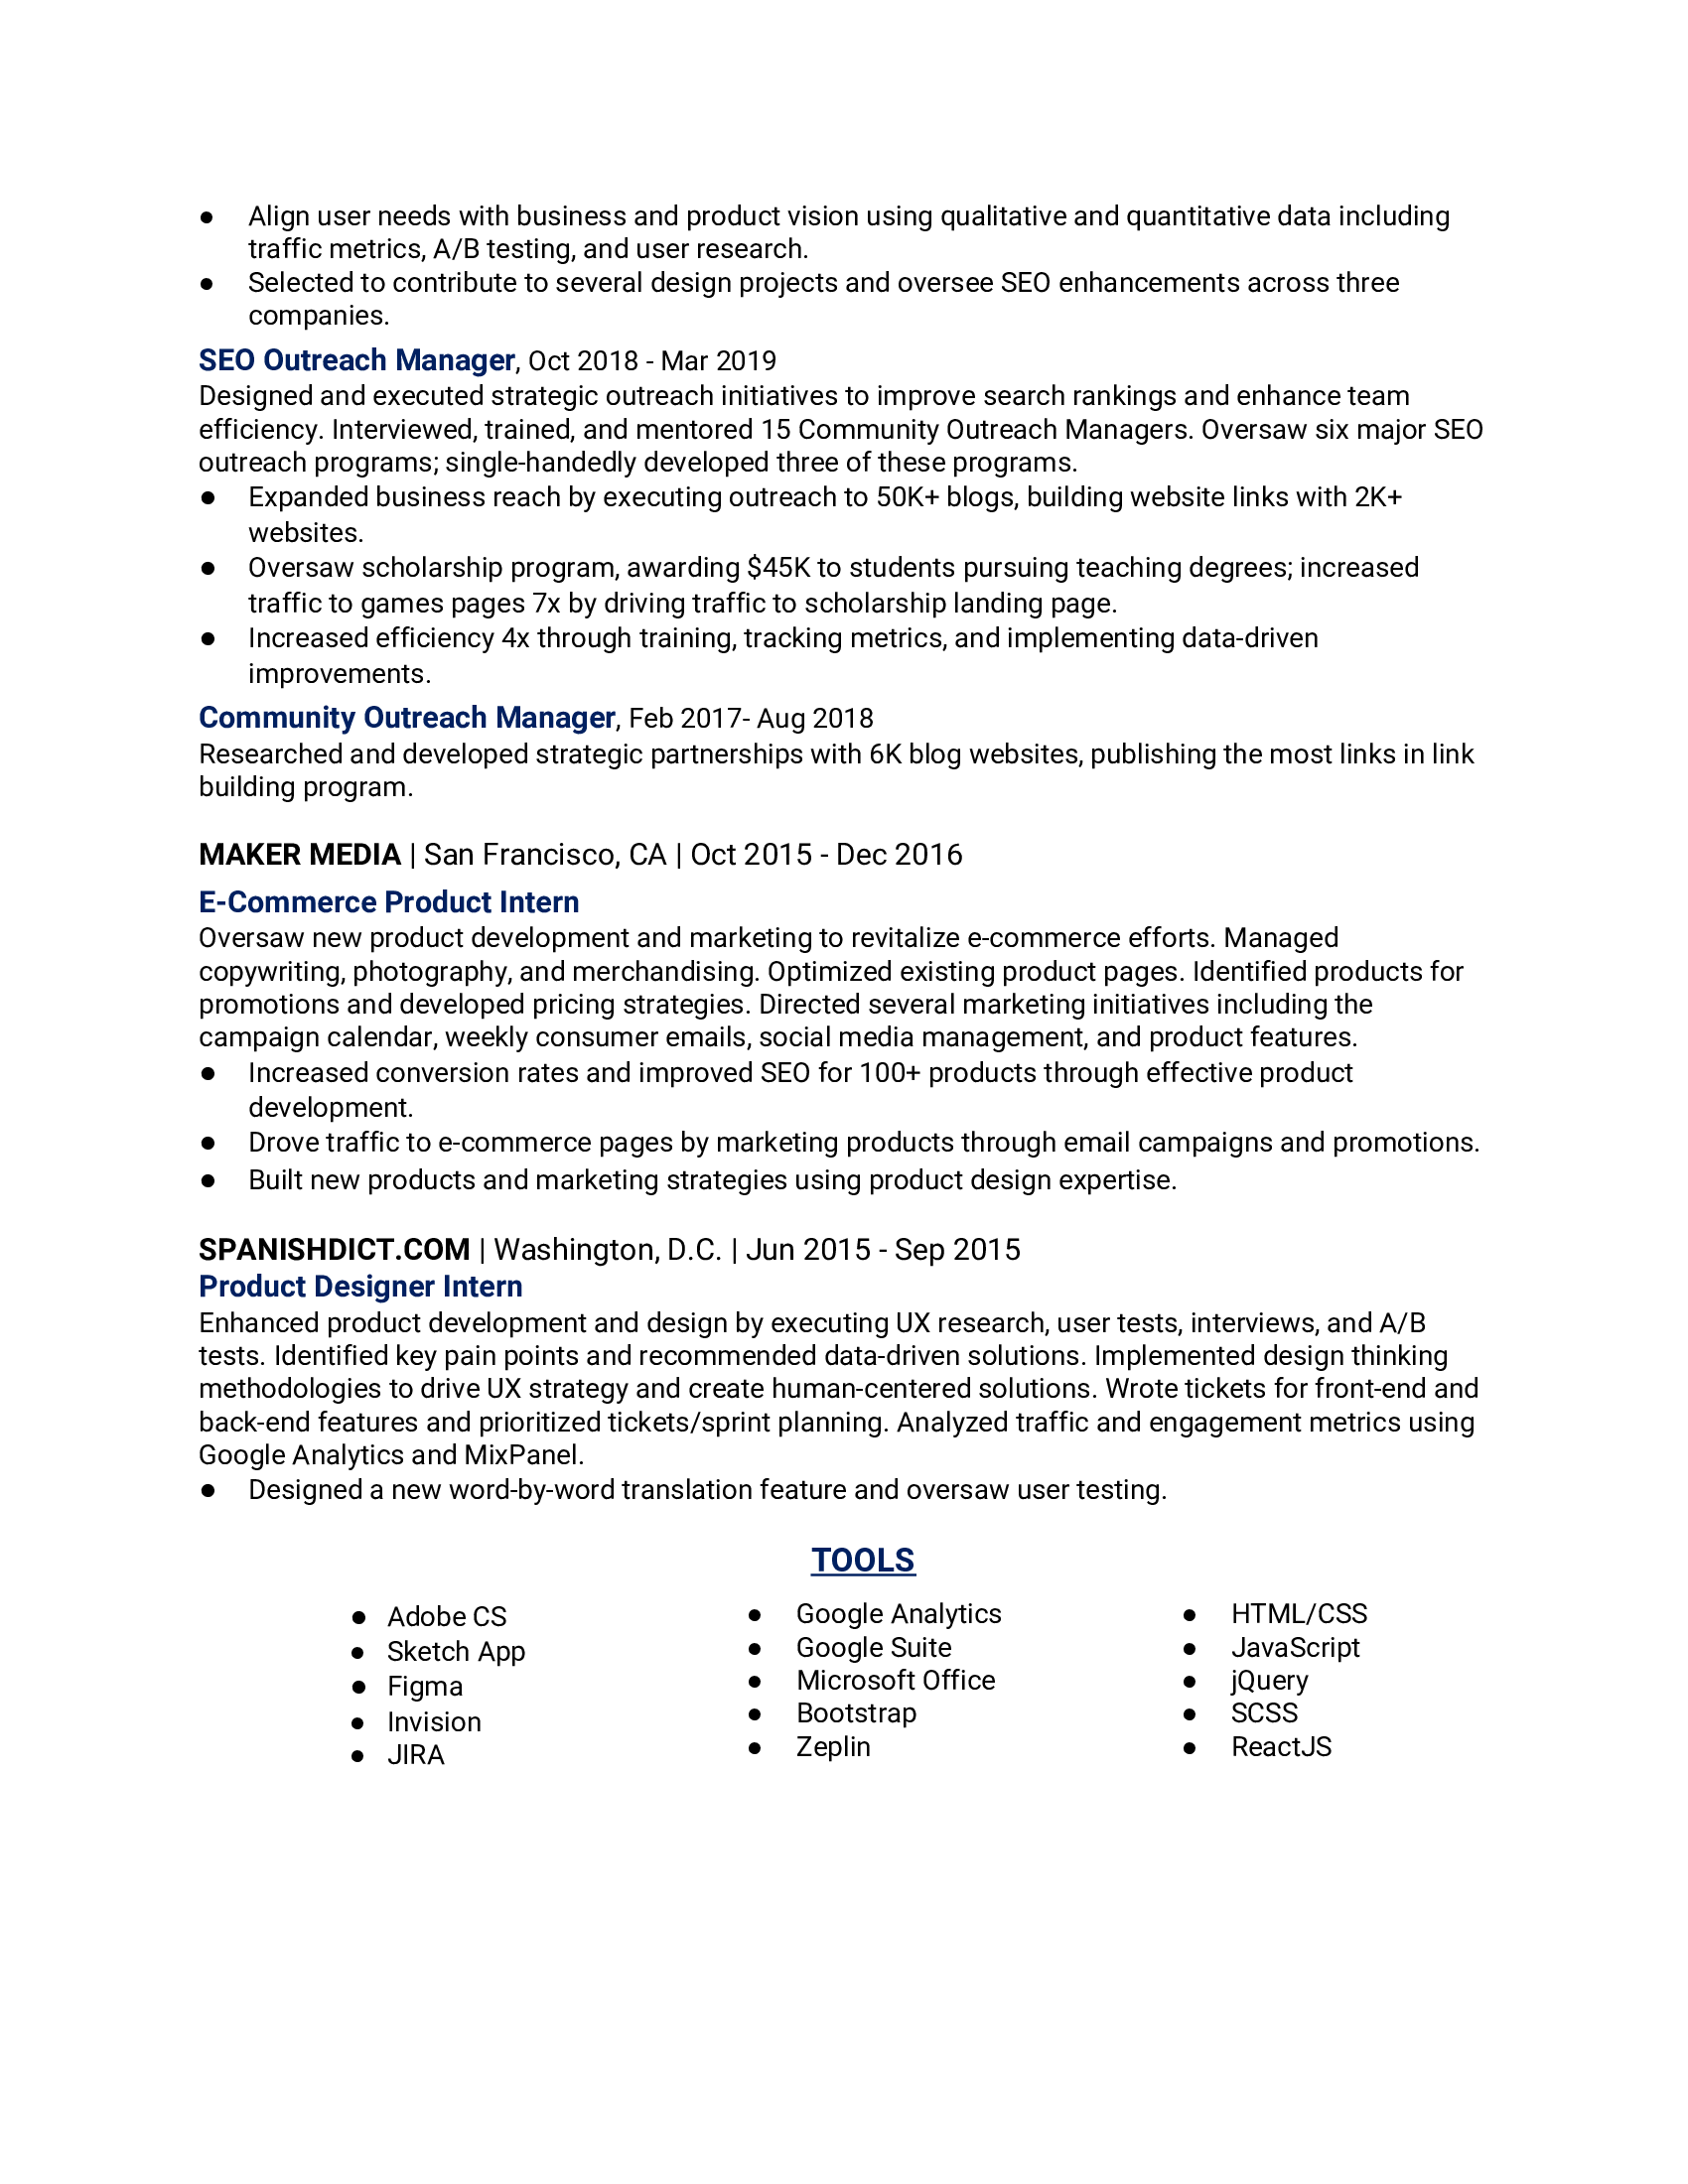 ● Align user needs with business and product vision using qualitative and quantitative data including
traffic metrics, A/B testing, and user research.
● Selected to contribute to several design projects and oversee SEO enhancements across three
companies.
SEO Outreach Manager, Oct 2018 - Mar 2019
Designed and executed strategic outreach initiatives to improve search rankings and enhance team
efficiency. Interviewed, trained, and mentored 15 Community Outreach Managers. Oversaw six major SEO
outreach programs; single-handedly developed three of these programs.
● Expanded business reach by executing outreach to 50K+ blogs, building website links with 2K+
websites.
● Oversaw scholarship program, awarding $45K to students pursuing teaching degrees; increased
traffic to games pages 7x by driving traffic to scholarship landing page.
● Increased efficiency 4x through training, tracking metrics, and implementing data-driven
improvements.
Community Outreach Manager, Feb 2017- Aug 2018
Researched and developed strategic partnerships with 6K blog websites, publishing the most links in link
building program.
MAKER MEDIA | San Francisco, CA | Oct 2015 - Dec 2016
E-Commerce Product Intern
Oversaw new product development and marketing to revitalize e-commerce efforts. Managed
copywriting, photography, and merchandising. Optimized existing product pages. Identified products for
promotions and developed pricing strategies. Directed several marketing initiatives including the
campaign calendar, weekly consumer emails, social media management, and product features.
● Increased conversion rates and improved SEO for 100+ products through effective product
development.
● Drove traffic to e-commerce pages by marketing products through email campaigns and promotions.
● Built new products and marketing strategies using product design expertise.
SPANISHDICT.COM | Washington, D.C. | Jun 2015 - Sep 2015
Product Designer Intern
Enhanced product development and design by executing UX research, user tests, interviews, and A/B
tests. Identified key pain points and recommended data-driven solutions. Implemented design thinking
methodologies to drive UX strategy and create human-centered solutions. Wrote tickets for front-end and
back-end features and prioritized tickets/sprint planning. Analyzed traffic and engagement metrics using
Google Analytics and MixPanel.
● Designed a new word-by-word translation feature and oversaw user testing.
TOOLS
● Adobe CS
● Sketch App
● Figma
● Invision
● JIRA
● Google Analytics
● Google Suite
● Microsoft Office
● Bootstrap
● Zeplin
● HTML/CSS
● JavaScript
● jQuery
● SCSS
● ReactJS